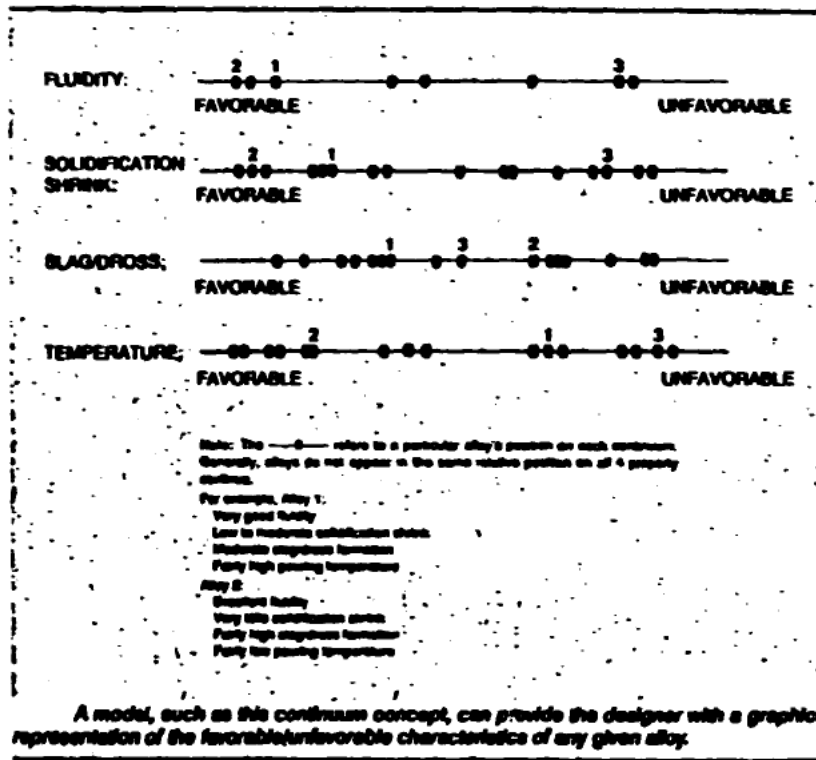 2 1 3
FLUIDITY:
FAVORABLE UNFAVORABLE
2 1 3
SOLIDIFICATION
SHRINK:
FAVORABLE UNFAVORABLE
1 3 2
SLAG/DROSS;
FAVORABLE UNFAVORABLE
2 1 3
TEMPERATURE;
FAVORABLE UNFAVORABLE
Note: The refers to a particular alloy's position on each continuum.
Generally, alloys do not appear in the same relative position on all 4 property
continua.
For example, Alloy 1:
Very good fluidity
Low to moderate solidification shrink
Moderate slag/dross formation
Fairly high pouring temperature
Alloy 2:
Excellent fluidity
Very little solidification shrink
Fairly high slag/dross formation
Fairly low pouring temperature
A model, such as this continuum concept, can provide the designer with a graphic
representation of the favorable/unfavorable characteristics of any given alloy.